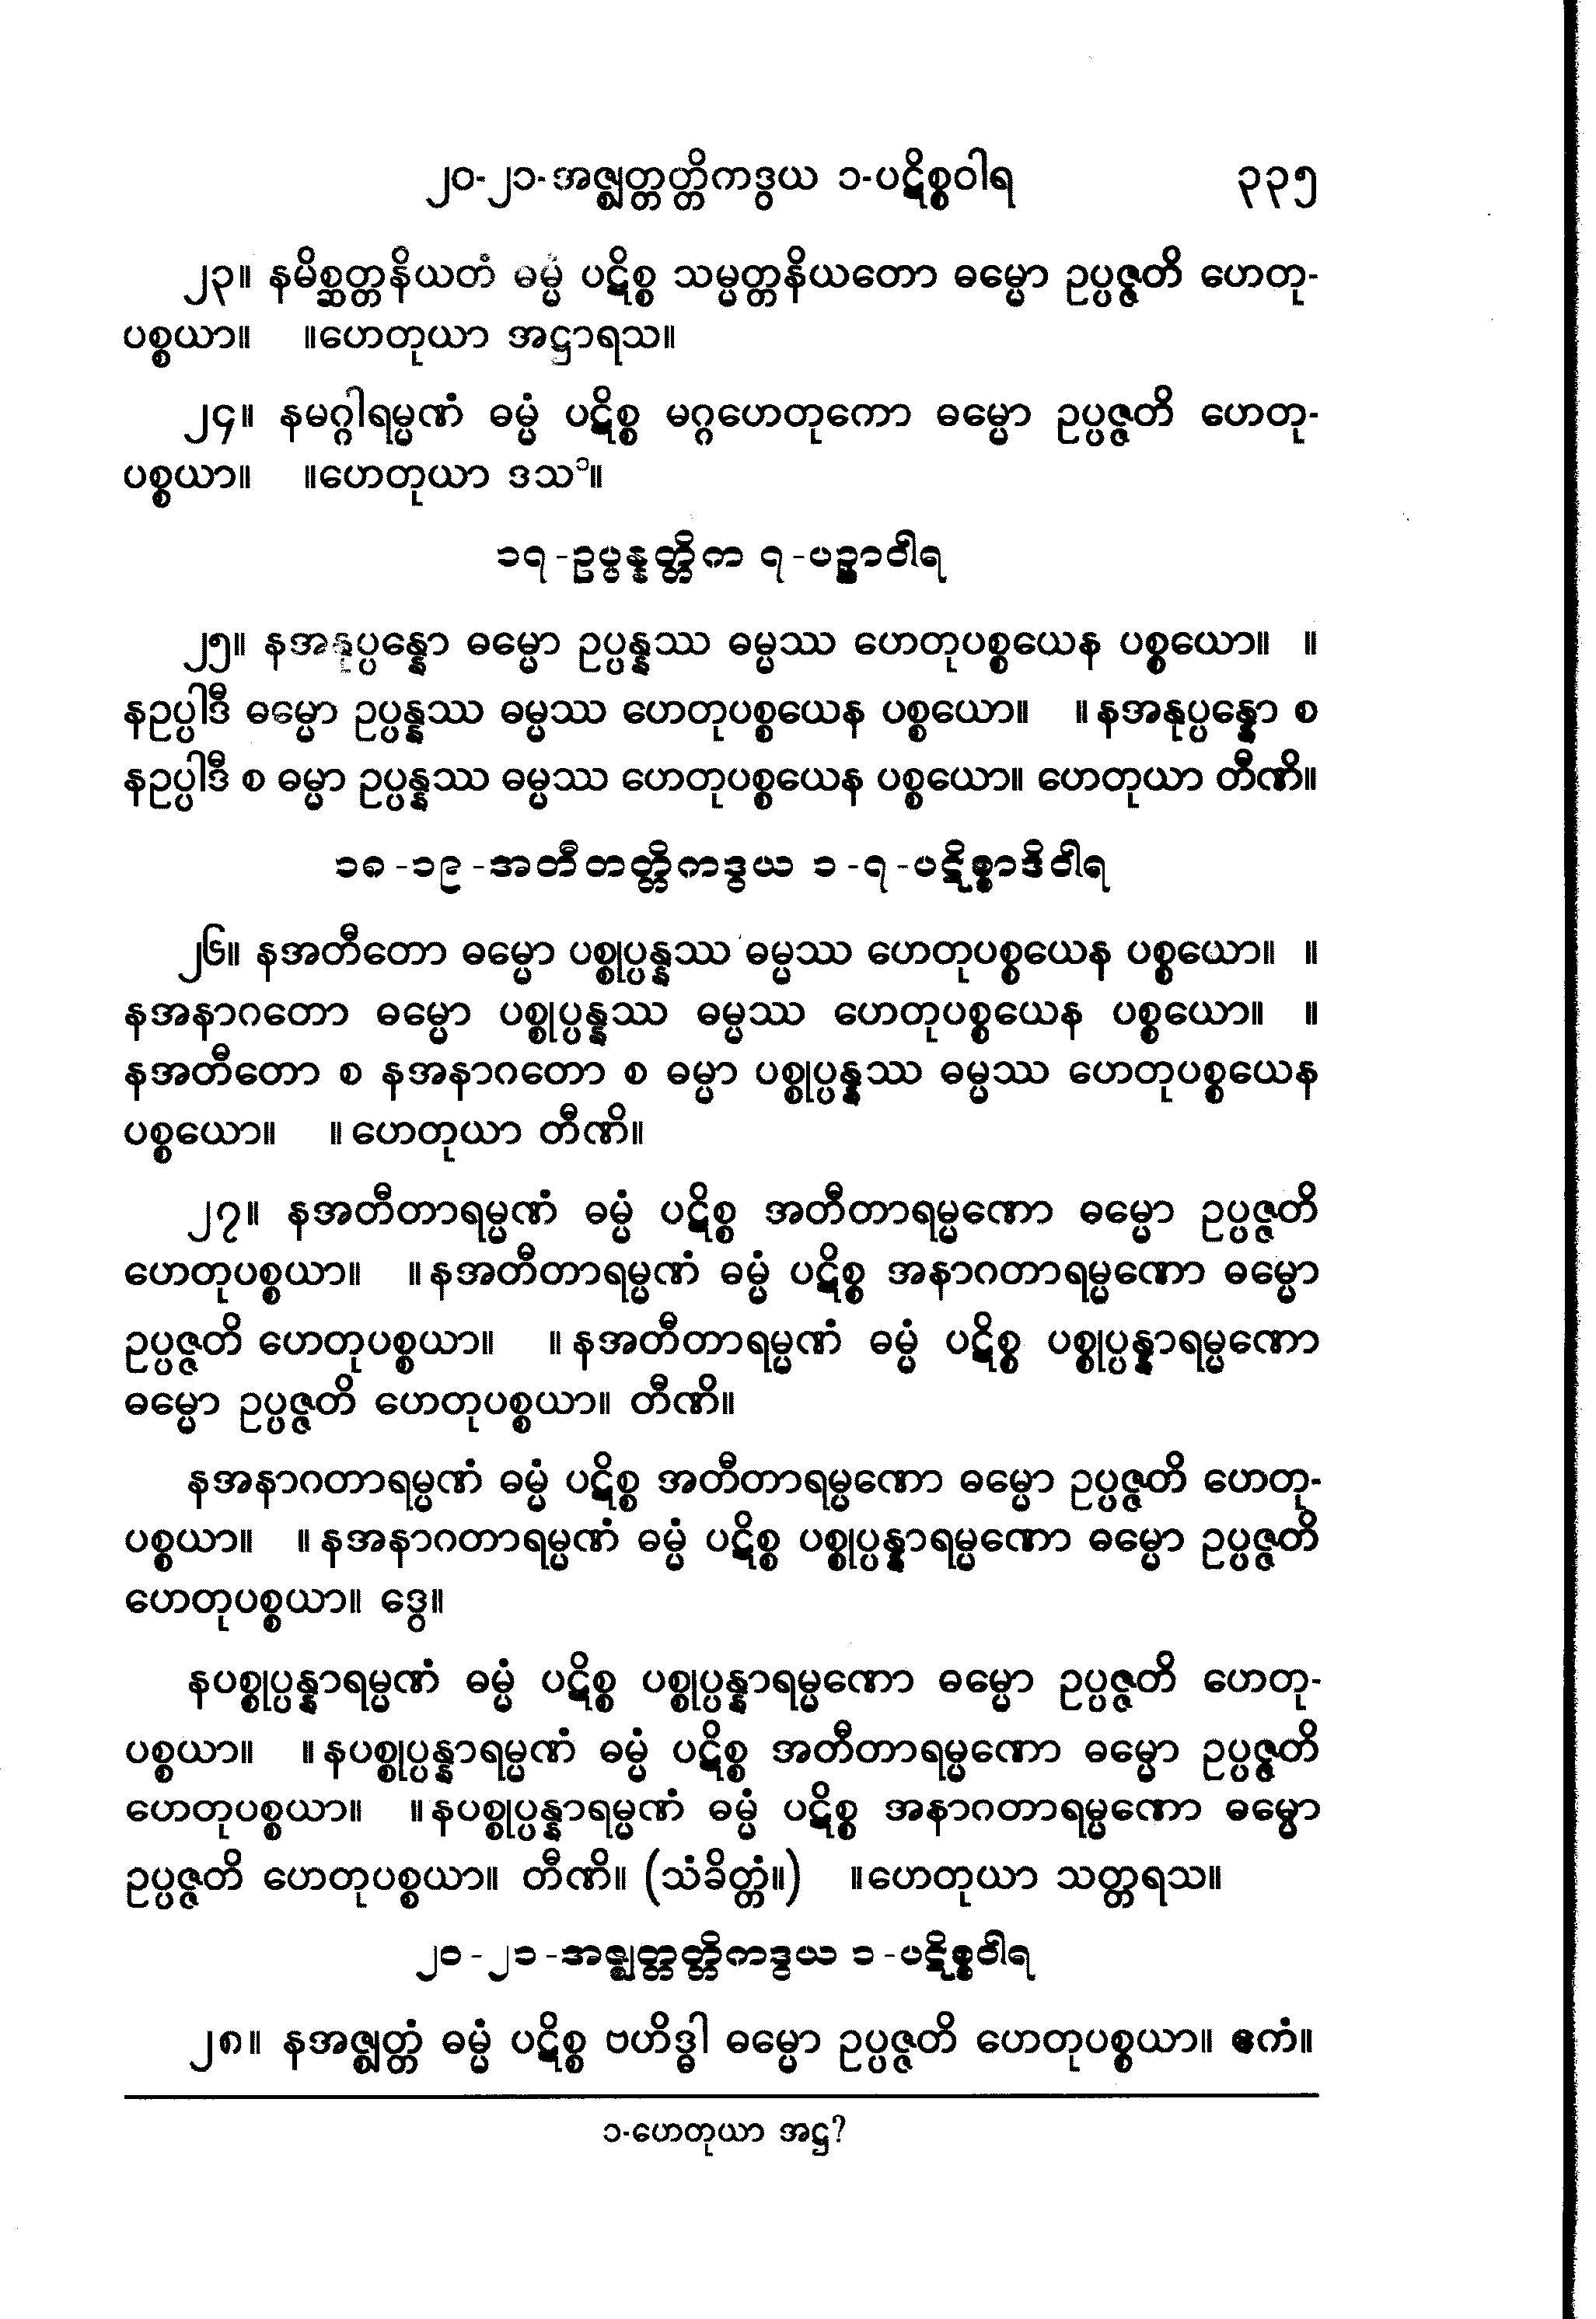 ၂၀-၂၁-အဇ္ဈတ္တတ္တိကဒွယ ၁-ပဋိစ္စဝါရ ၃၃၅
၂၃။ နမိစ္ဆတ္တနိယတံ ဓမ္မံ ပဋိစ္စ သမ္မတ္တနိယတော ဓမ္မော ဥပ္ပဇ္ဇတိ ဟေတု-
ပစ္စယာ။ ။ဟေတုယာ အဋ္ဌာရသ။
၂၄။ နမဂ္ဂါရမ္မဏံ ဓမ္မံ ပဋိစ္စ မဂ္ဂဟေတုကော ဓမ္မော ဥပ္ပဇ္ဇတိ ဟေတု-
ပစ္စယာ။ ။ဟေတုယာ ဒသ၁။
၁၇-ဥပ္ပန္နတ္တိက ၇-ပဉှာဝါရ
၂၅။ နအနုပ္ပန္နော ဓမ္မော ဥပ္ပန္နဿ ဓမ္မဿ ဟေတုပစ္စယေန ပစ္စယော။ ။
နဥပ္ပါဒီ ဓမ္မော ဥပ္ပန္နဿ ဓမ္မဿ ဟေတုပစ္စယေန ပစ္စယော။ ။နအနုပ္ပန္နော စ
နဥပ္ပါဒီ စ ဓမ္မာ ဥပ္ပန္နဿ ဓမ္မဿ ဟေတုပစ္စယေန ပစ္စယော။ ဟေတုယာ တီဏိ။
၁၈-၁၉-အတီတတ္တိကဒွယ ၁-၇-ပဋိစ္စာဒိဝါရ
၂၆။ နအတီတော ဓမ္မော ပစ္စုပ္ပန္နဿ ဓမ္မဿ ဟေတုပစ္စယေန ပစ္စယော။ ။
နအနာဂတော ဓမ္မော ပစ္စုပ္ပန္နဿ ဓမ္မဿ ဟေတုပစ္စယေန ပစ္စယော။ ။
နအတီတော စ နအနာဂတော စ ဓမ္မာ ပစ္စုပ္ပန္နဿ ဓမ္မဿ ဟေတုပစ္စယေန
ပစ္စယော။ ။ဟေတုယာ တီဏိ။
၂၇။ နအတီတာရမ္မဏံ ဓမ္မံ ပဋိစ္စ အတီတာရမ္မဏော ဓမ္မော ဥပ္ပဇ္ဇတိ
ဟေတုပစ္စယာ။ ။နအတီတာရမ္မဏံ ဓမ္မံ ပဋိစ္စ အနာဂတာရမ္မဏော ဓမ္မော
ဥပ္ပဇ္ဇတိ ဟေတုပစ္စယာ။ ။နအတီတာရမ္မဏံ ဓမ္မံ ပဋိစ္စ ပစ္စုပ္ပန္နာရမ္မဏော
ဓမ္မော ဥပ္ပဇ္ဇတိ ဟေတုပစ္စယာ။ တီဏိ။
နအနာဂတာရမ္မဏံ ဓမ္မံ ပဋိစ္စ အတီတာရမ္မဏော ဓမ္မော ဥပ္ပဇ္ဇတိ ဟေတု-
ပစ္စယာ။ ။နအနာဂတာရမ္မဏံ ဓမ္မံ ပဋိစ္စ ပစ္စုပ္ပန္နာရမ္မဏော ဓမ္မော ဥပ္ပဇ္ဇတိ
ဟေတုပစ္စယာ။ ဒွေ။
နပစ္စုပ္ပန္နာရမ္မဏံ ဓမ္မံ ပဋိစ္စ ပစ္စုပ္ပန္နာရမ္မဏော ဓမ္မော ဥပ္ပဇ္ဇတိ ဟေတု-
ပစ္စယာ။ ။နပစ္စုပ္ပန္နာရမ္မဏံ ဓမ္မံ ပဋိစ္စ အတီတာရမ္မဏော ဓမ္မော ဥပ္ပဇ္ဇတိ
ဟေတုပစ္စယာ။ ။နပစ္စုပ္ပန္နာရမ္မဏံ ဓမ္မံ ပဋိစ္စ အနာဂတာရမ္မဏော ဓမ္မော
ဥပ္ပဇ္ဇတိ ဟေတုပစ္စယာ။ တီဏိ။ (သံခိတ္တံ။) ။ဟေတုယာ သတ္တရသ။
၂၀-၂၁-အဇ္ဈတ္တတ္တိကဒွယ ၁-ပဋိစ္စဝါရ
၂၈။ နအဇ္ဈတ္တံ ဓမ္မံ ပဋိစ္စ ဗဟိဒ္ဓါ ဓမ္မော ဥပ္ပဇ္ဇတိ ဟေတုပစ္စယာ။ ဧကံ။
၁-ဟေတုယာ အဋ္ဌ?